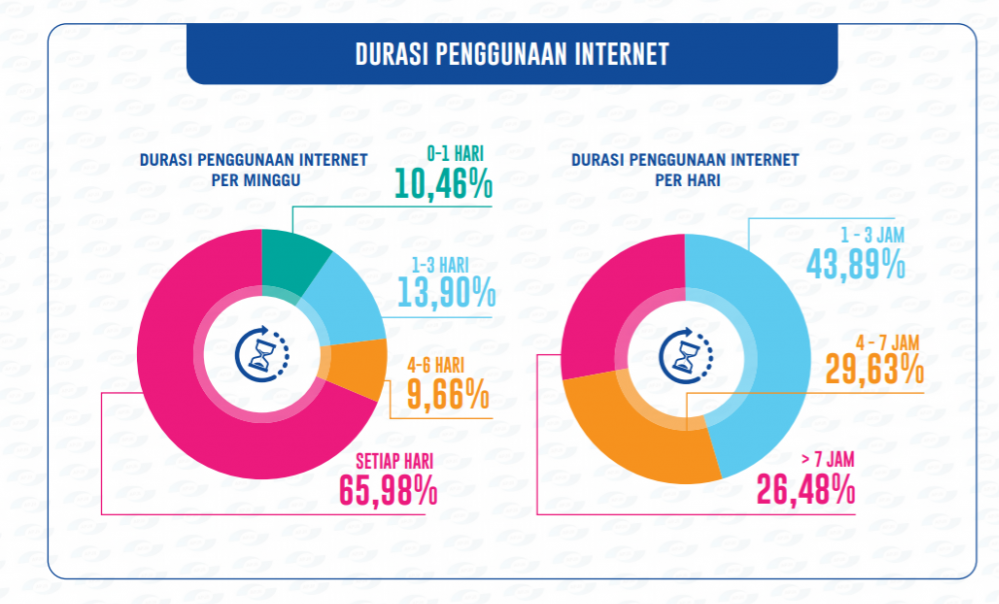 DURASI PENGGUNAAN INTERNET
DURASI PENGGUNAAN INTERNET
PER MINGGU
0-1 HARI
10,46%
1-3 HARI
13,90%
4-6 HARI
9,66%
SETIAP HARI
65,98%
DURASI PENGGUNAAN INTERNET
PER HARI
1 - 3 JAM
43,89%
4 - 7 JAM
29,63%
> 7 JAM
26,48%